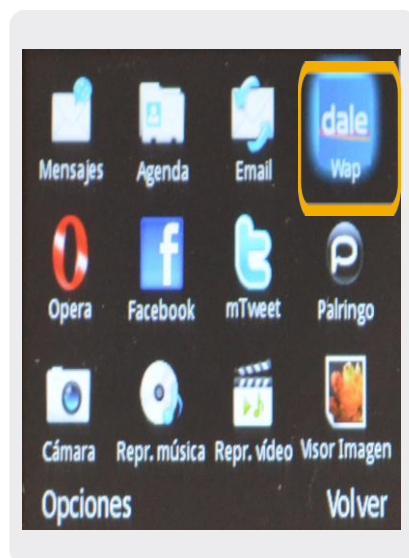 dale
Mensajes Agenda Email Wap
Opera Facebook mTweet Palringo
Cámara Repr. música Repr. vídeo Visor Imagen
Opciones Volver